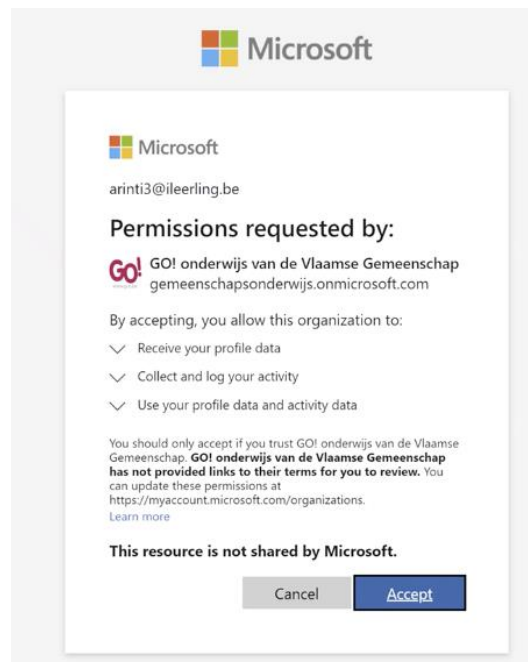 Microsoft
Microsoft
arinti3@ileerling.be
Permissions requested by:
GO! GO! onderwijs van de Vlaamse Gemeenschap
gemeenschapsonderwijs.onmicrosoft.com
By accepting, you allow this organization to:
Receive your profile data
Collect and log your activity
Use your profile data and activity data
You should only accept if you trust GO! onderwijs van de Vlaamse
Gemeenschap. GO! onderwijs van de Vlaamse Gemeenschap
has not provided links to their terms for you to review. You
can update these permissions at
https://myaccount.microsoft.com/organizations.
Learn more
This resource is not shared by Microsoft.
Cancel Accept